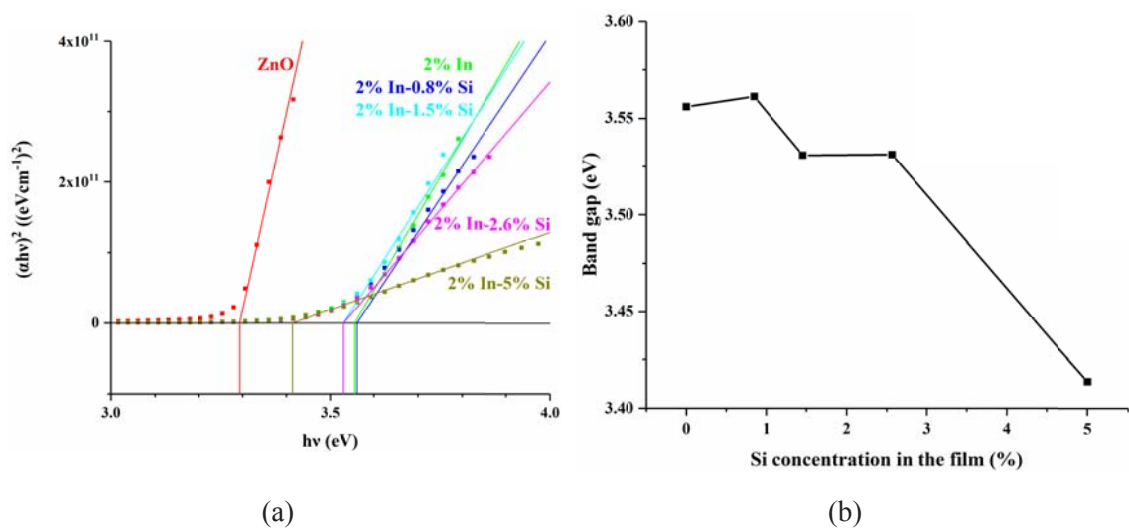 4x10¹¹
2x10¹¹
0
(αhν)² ((eVcm⁻¹)²)
ZnO
2% In
2% In-0.8% Si
2% In-1.5% Si
2% In-2.6% Si
2% In-5% Si
3.0 3.5 4.0
hν (eV)
(a)
3.60
3.55
3.50
3.45
3.40
Band gap (eV)
0 1 2 3 4 5
Si concentration in the film (%)
(b)